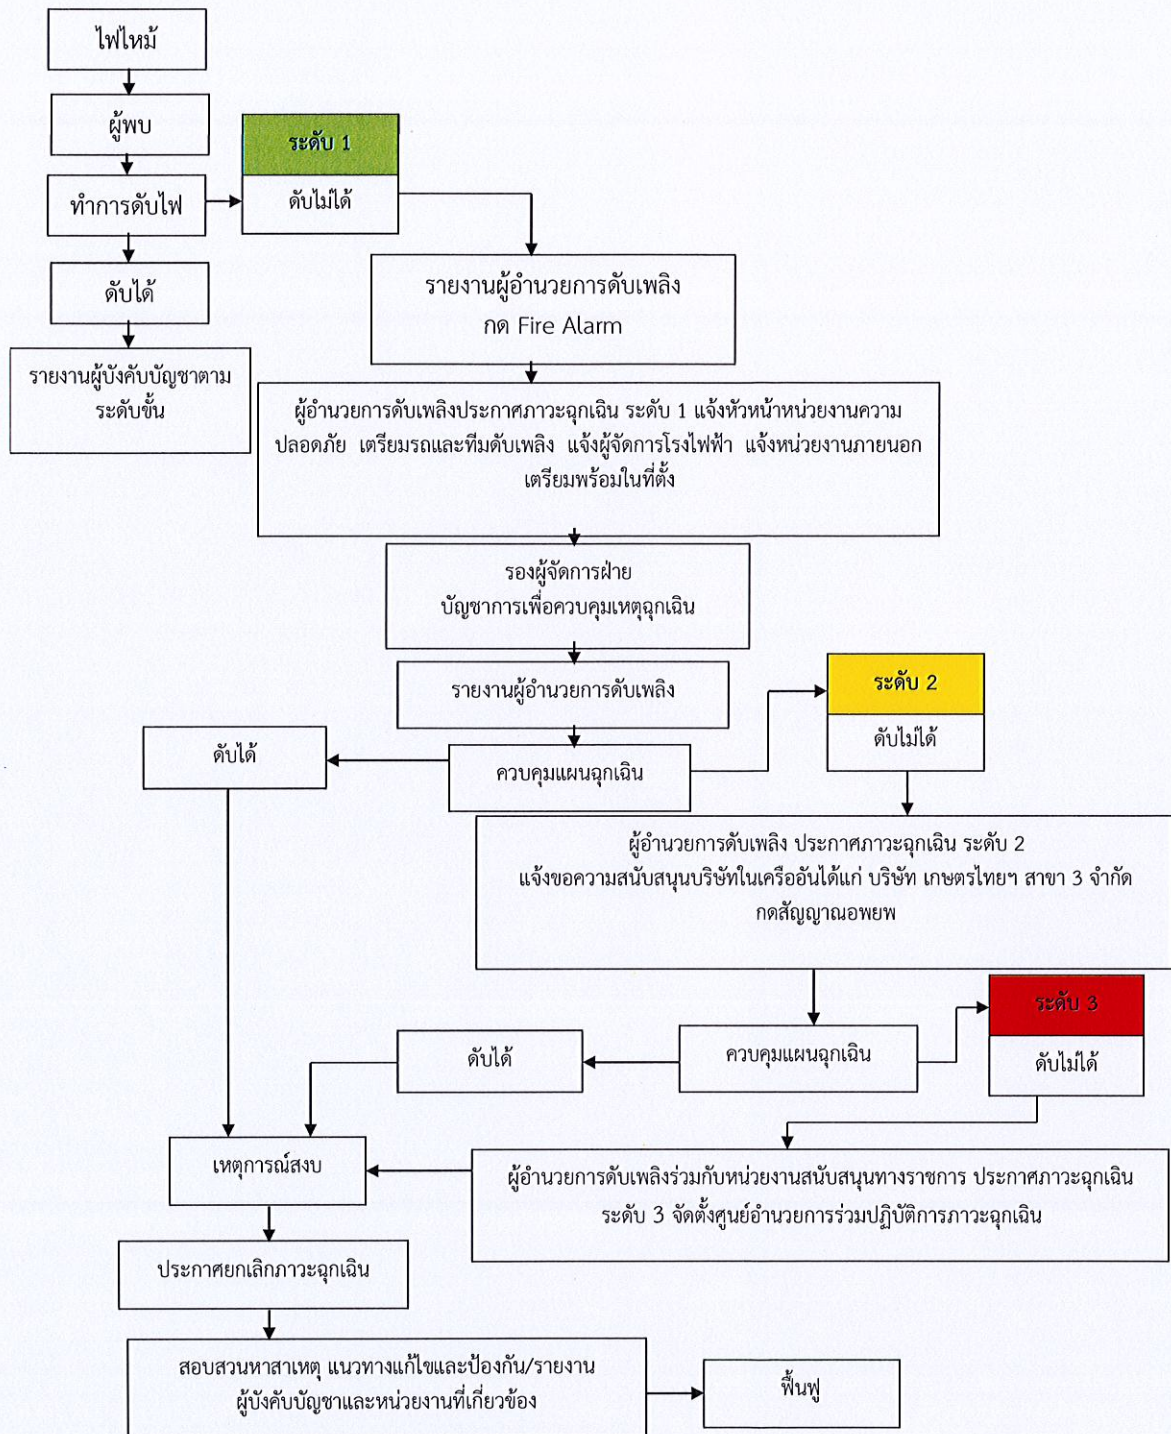 ไฟไหม้
ผู้พบ
ระดับ 1
ทำการดับไฟ
ดับไม่ได้
ดับได้
รายงานผู้บังคับบัญชาตาม
ระดับขั้น
รายงานผู้อำนวยการดับเพลิง
กด Fire Alarm
ผู้อำนวยการดับเพลิงประกาศภาวะฉุกเฉิน ระดับ 1 แจ้งหัวหน้าหน่วยงานความ
ปลอดภัย เตรียมรถและทีมดับเพลิง แจ้งผู้จัดการโรงไฟฟ้า แจ้งหน่วยงานภายนอก
เตรียมพร้อมในที่ตั้ง
รองผู้จัดการฝ่าย
บัญชาการเพื่อควบคุมเหตุฉุกเฉิน
รายงานผู้อำนวยการดับเพลิง
ระดับ 2
ดับไม่ได้
ดับได้
ควบคุมแผนฉุกเฉิน
ผู้อำนวยการดับเพลิง ประกาศภาวะฉุกเฉิน ระดับ 2
แจ้งขอความสนับสนุนบริษัทในเครืออันได้แก่ บริษัท เกษตรไทยฯ สาขา 3 จำกัด
กดสัญญาณอพยพ
ระดับ 3
ดับได้
ควบคุมแผนฉุกเฉิน
ดับไม่ได้
เหตุการณ์สงบ
ผู้อำนวยการดับเพลิงร่วมกับหน่วยงานสนับสนุนทางราชการ ประกาศภาวะฉุกเฉิน
ระดับ 3 จัดตั้งศูนย์อำนวยการร่วมปฏิบัติการภาวะฉุกเฉิน
ประกาศยกเลิกภาวะฉุกเฉิน
สอบสวนหาสาเหตุ แนวทางแก้ไขและป้องกัน/รายงาน
ผู้บังคับบัญชาและหน่วยงานที่เกี่ยวข้อง
ฟื้นฟู